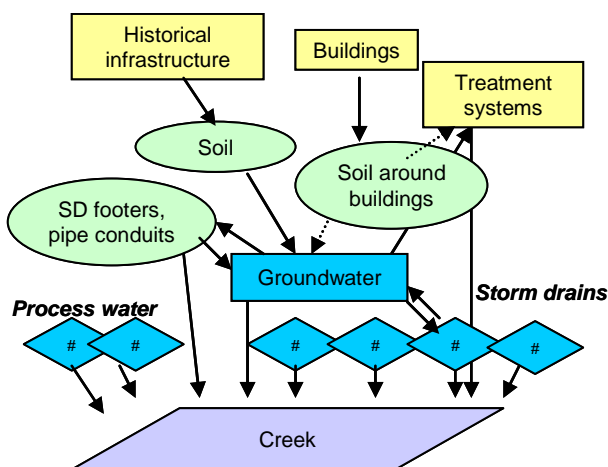 Historical
infrastructure
Buildings
Treatment
systems
Soil
Soil around
buildings
SD footers,
pipe conduits
Groundwater
Process water
Storm drains
#
#
#
#
#
#
Creek